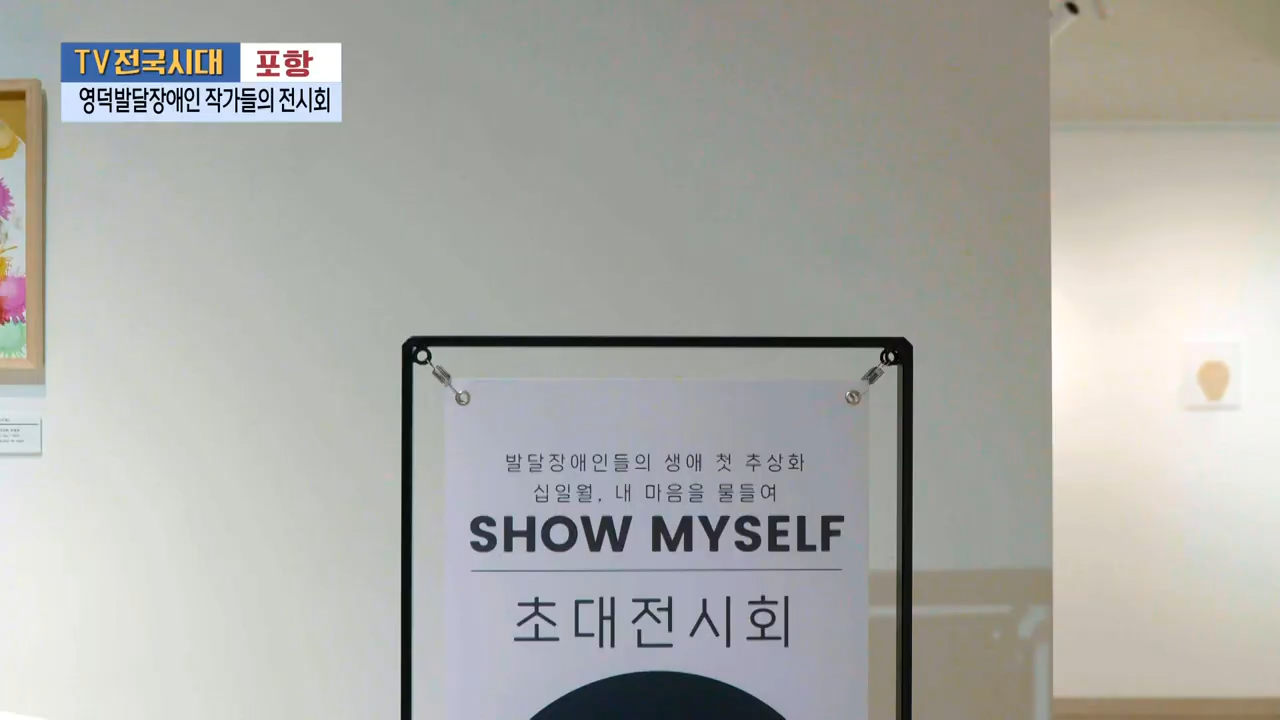 TV전국시대 포항
영덕발달장애인 작가들의 전시회
발달장애인들의 생애 첫 추상화
십일월, 내 마음을 물들여
SHOW MYSELF
초대전시회